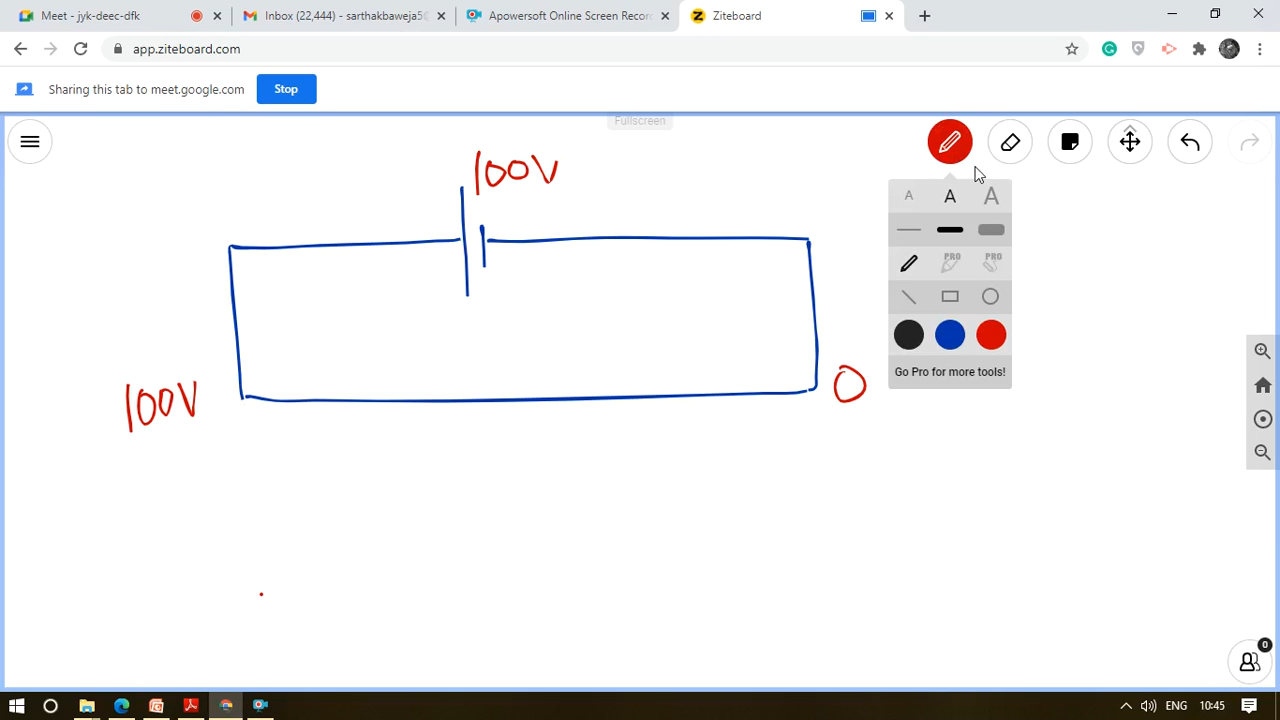 Meet - jyk-deec-dfk
Inbox (22,444) - sarthakbaweja5
Apowersoft Online Screen Recor
Ziteboard
app.ziteboard.com
Sharing this tab to meet.google.com
Stop
Fullscreen
100V
A A A
PRO PRO
Go Pro for more tools!
100V
0
0
ENG
10:45